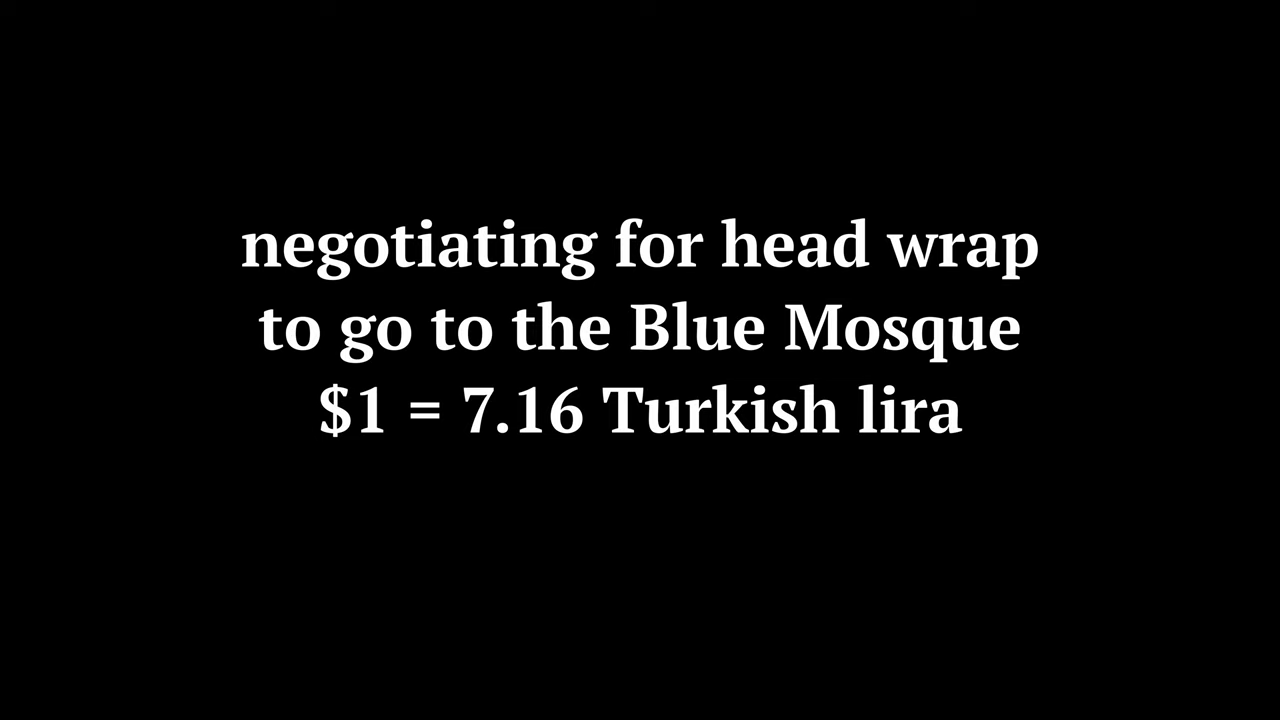 negotiating for head wrap
to go to the Blue Mosque
$1 = 7.16 Turkish lira